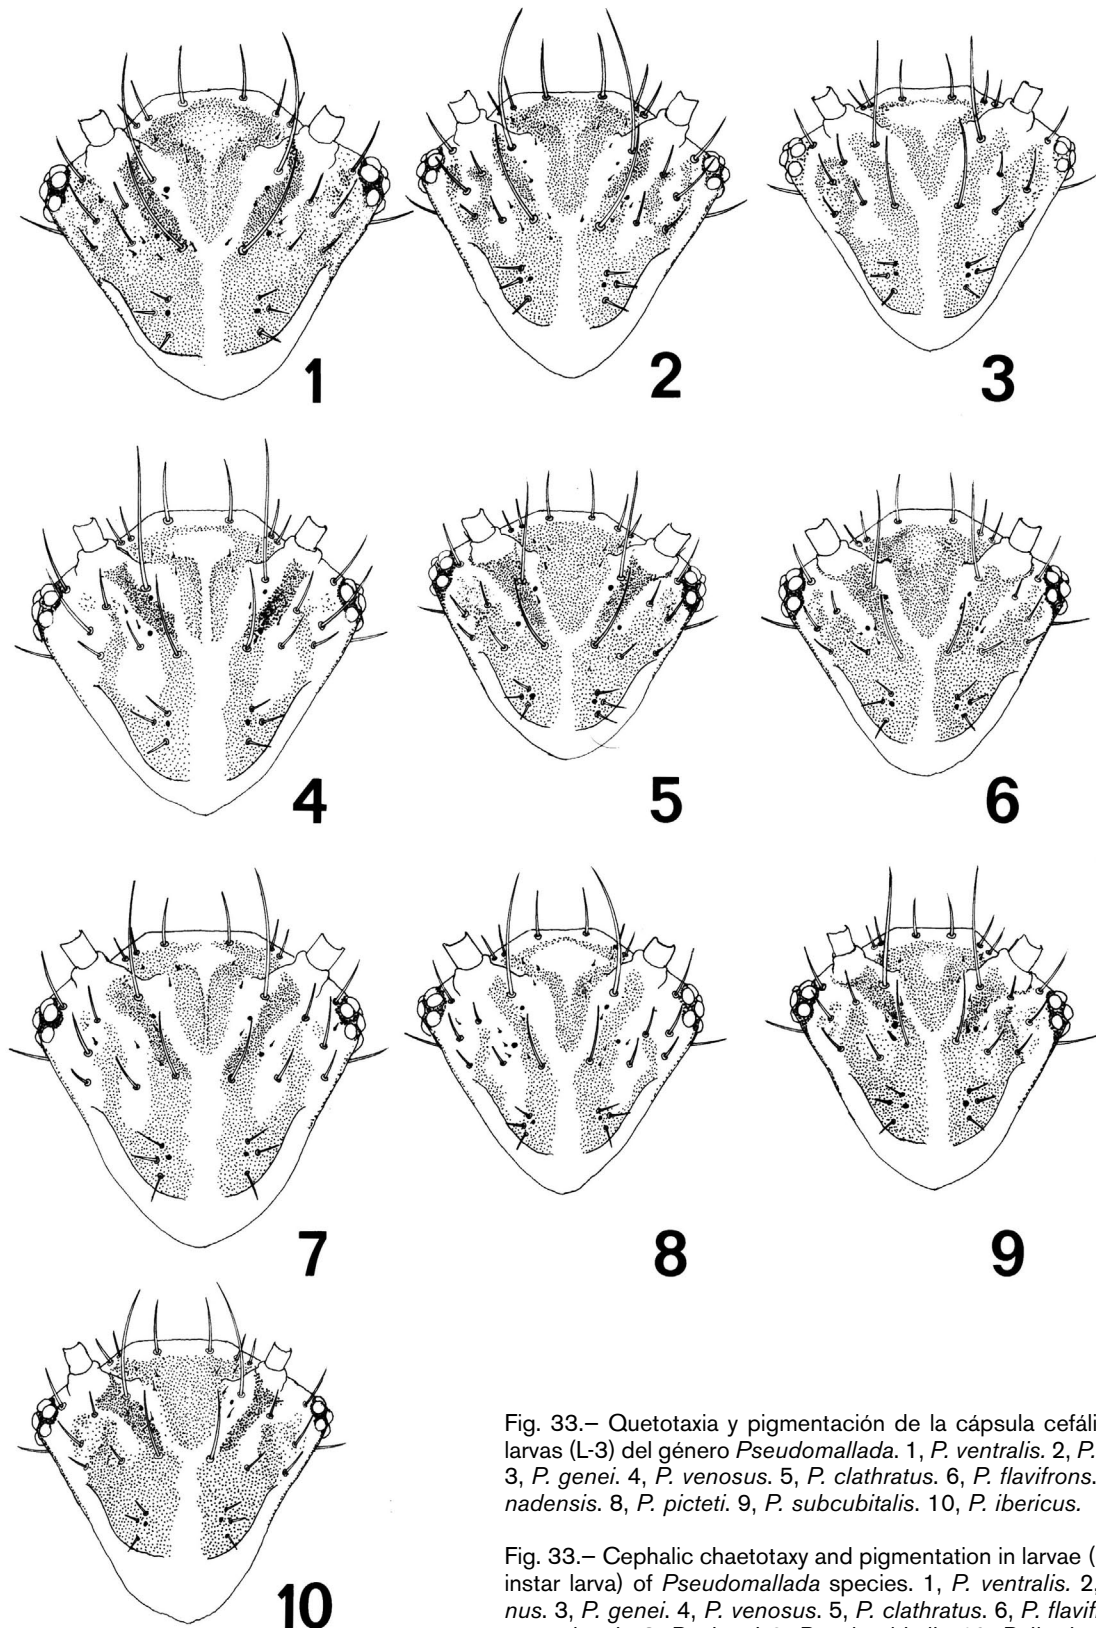 1
2
3
4
5
6
7
8
9
10
Fig. 33.– Quetotaxia y pigmentación de la cápsula cefáli
larvas (L-3) del género Pseudomallada. 1, P. ventralis. 2, P.
3, P. genei. 4, P. venosus. 5, P. clathratus. 6, P. flavifrons.
nadensis. 8, P. picteti. 9, P. subcubitalis. 10, P. ibericus.
Fig. 33.– Cephalic chaetotaxy and pigmentation in larvae (
instar larva) of Pseudomallada species. 1, P. ventralis. 2,
nus. 3, P. genei. 4, P. venosus. 5, P. clathratus. 6, P. flavif